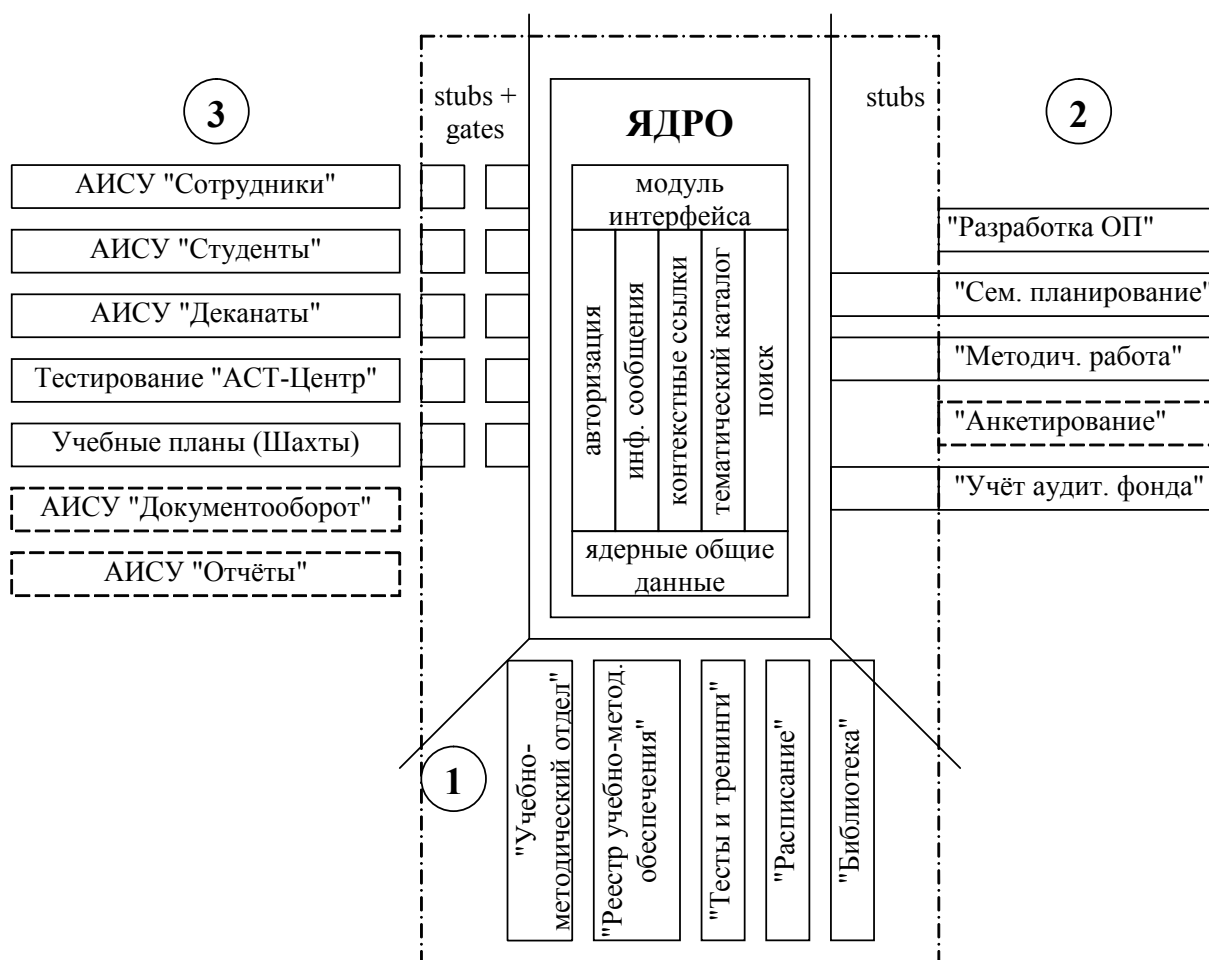 3
stubs +
gates
ЯДРО
stubs
2
АИСУ "Сотрудники"
АИСУ "Студенты"
АИСУ "Деканаты"
Тестирование "АСТ-Центр"
Учебные планы (Шахты)
АИСУ "Документооборот"
АИСУ "Отчёты"
модуль
интерфейса
авторизация
инф. сообщения
контекстные ссылки
тематический каталог
поиск
ядерные общие
данные
"Разработка ОП"
"Сем. планирование"
"Методич. работа"
"Анкетирование"
"Учёт аудит. фонда"
1
"Учебно-
методический отдел"
"Реестр учебно-метод.
обеспечения"
"Тесты и тренинги"
"Расписание"
"Библиотека"